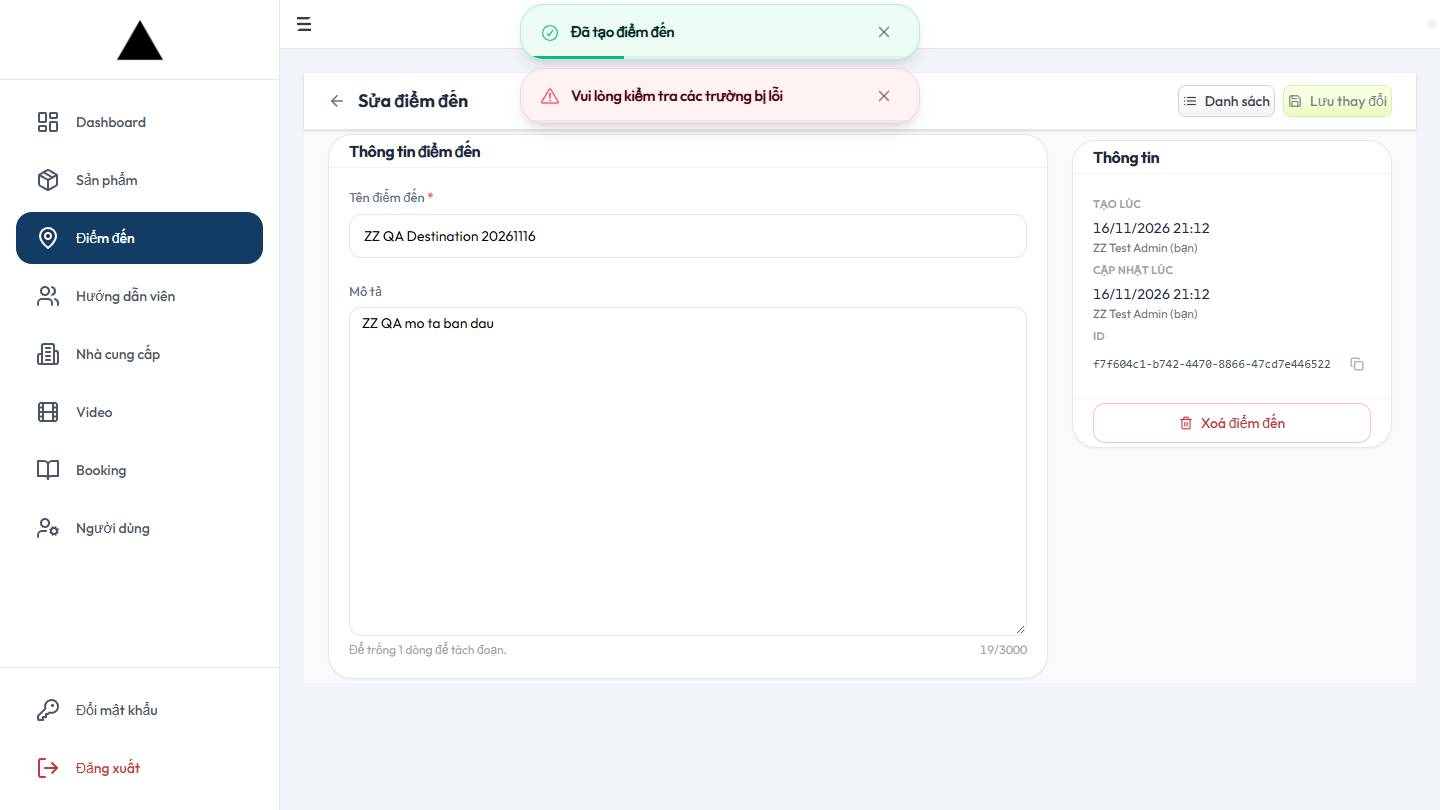 Dashboard
Sản phẩm
Điểm đến
Hướng dẫn viên
Nhà cung cấp
Video
Booking
Người dùng
Đổi mật khẩu
Đăng xuất
Đã tạo điểm đến
Vui lòng kiểm tra các trường bị lỗi
Sửa điểm đến
Danh sách
Lưu thay đổi
Thông tin điểm đến
Tên điểm đến *
ZZ QA Destination 20261116
Mô tả
ZZ QA mo ta ban dau
Để trống 1 dòng để tách đoạn.
19/3000
Thông tin
TẠO LÚC
16/11/2026 21:12
ZZ Test Admin (bạn)
CẬP NHẬT LÚC
16/11/2026 21:12
ZZ Test Admin (bạn)
ID
f7f604c1-b742-4470-8866-47cd7e446522
Xoá điểm đến